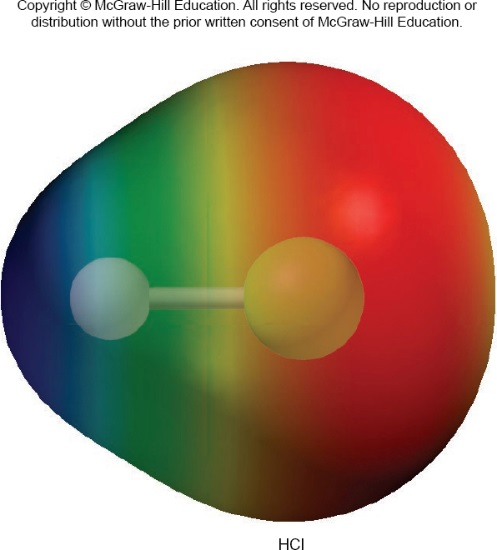 Copyright © McGraw-Hill Education. All rights reserved. No reproduction or
distribution without the prior written consent of McGraw-Hill Education.
HCl